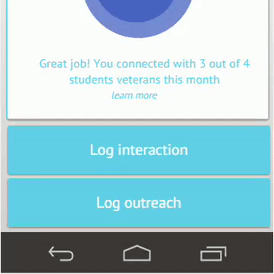 Great job! You connected with 3 out of 4
students veterans this month
learn more
Log interaction
Log outreach